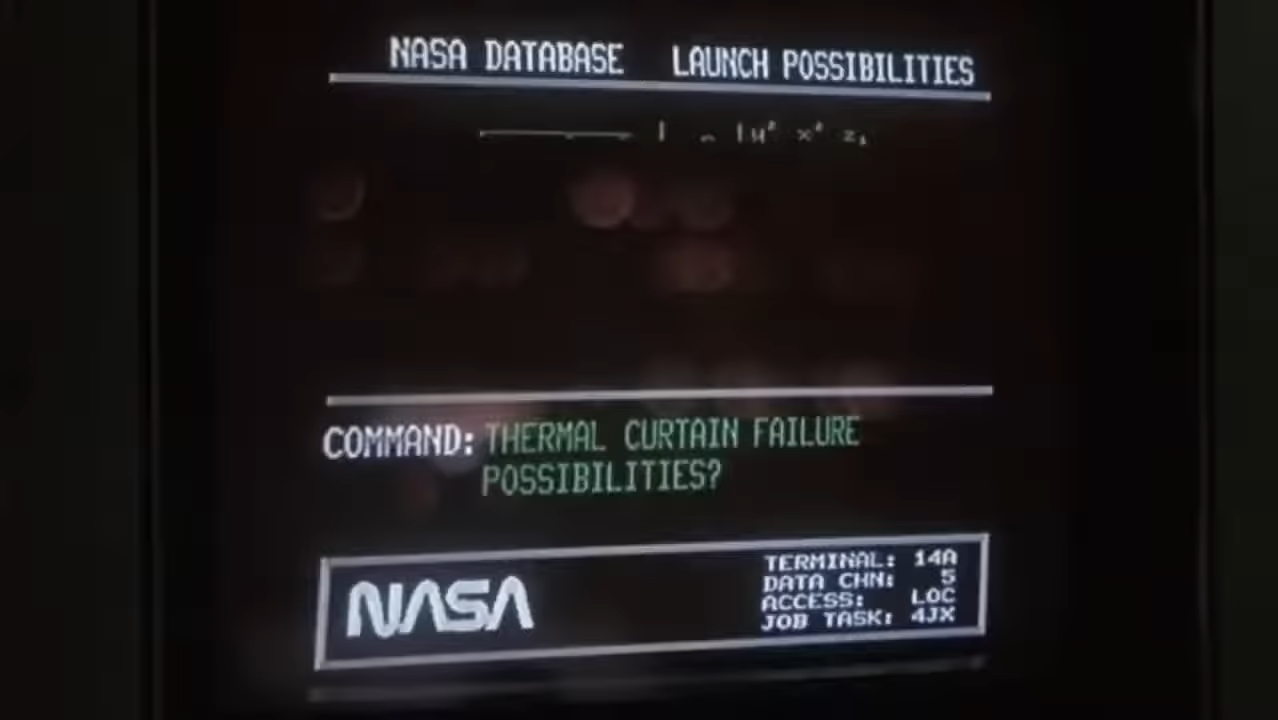 NASA DATABASE LAUNCH POSSIBILITIES
COMMAND: THERMAL CURTAIN FAILURE
POSSIBILITIES?
NASA
TERMINAL: 14A
DATA CHN: 5
ACCESS: LOC
JOB TASK: 4JX